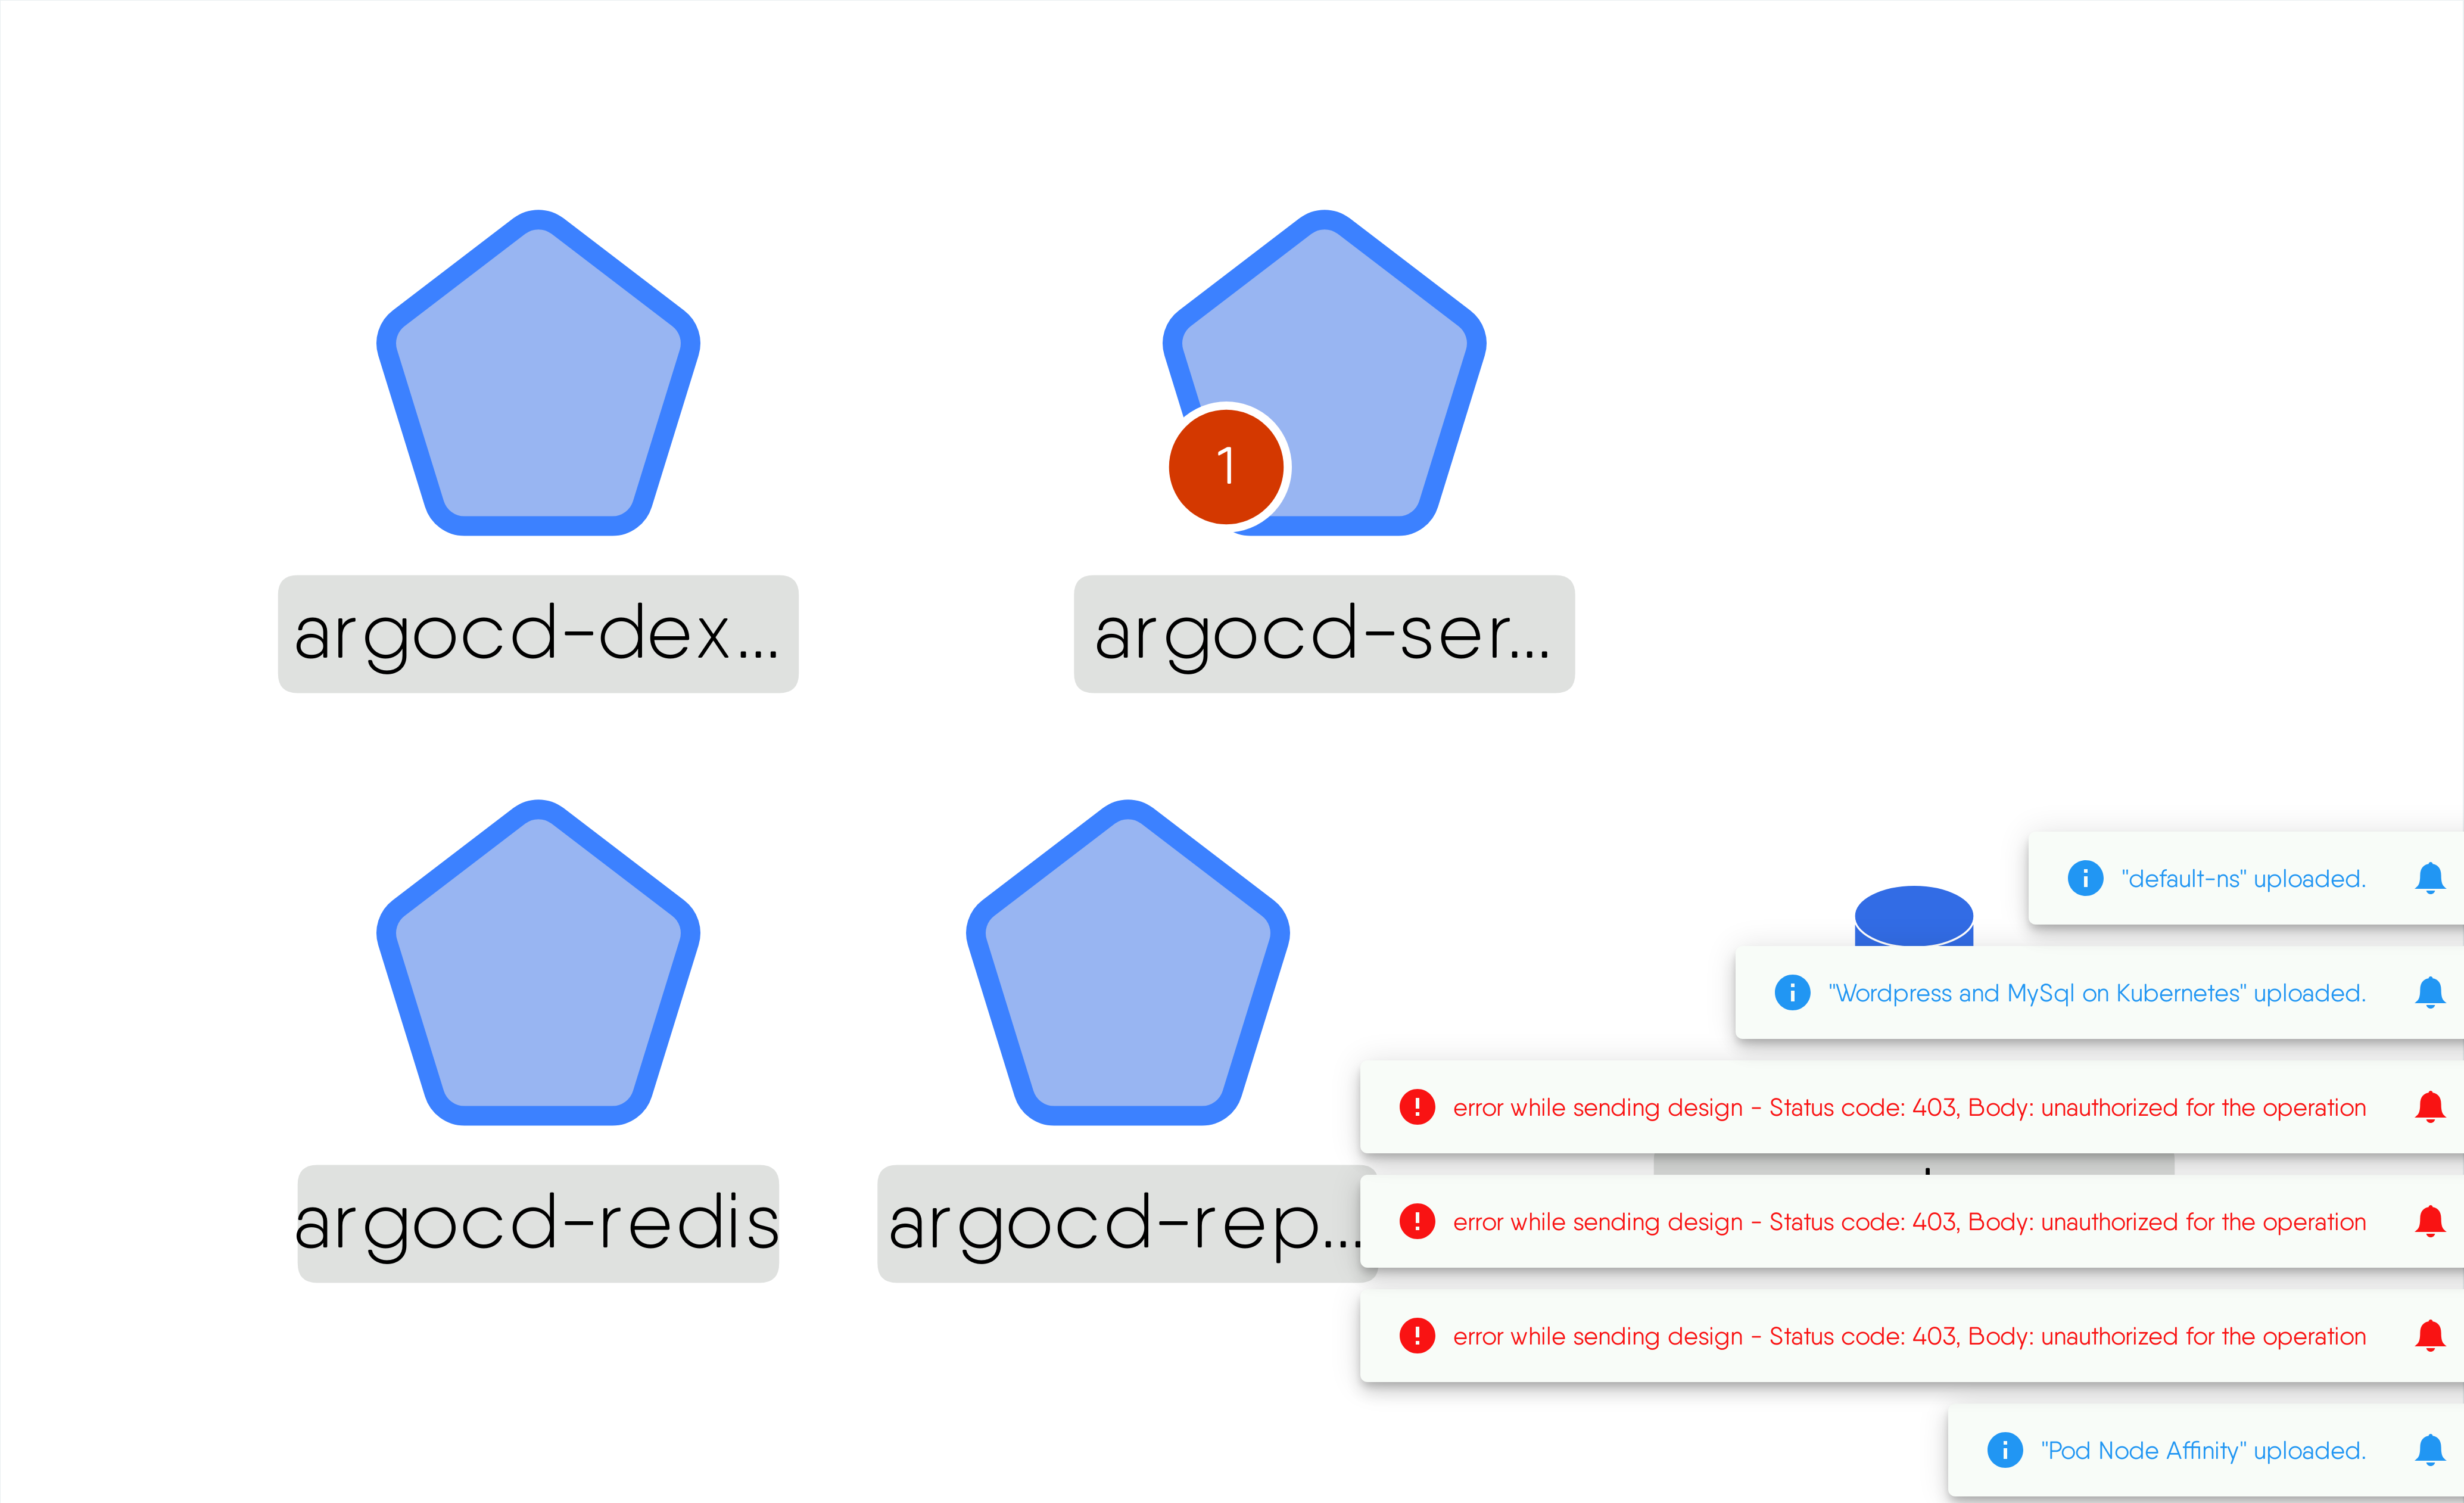 1
argocd-dex...
argocd-ser...
argocd-redis
argocd-rep...
"default-ns" uploaded.
"Wordpress and MySql on Kubernetes" uploaded.
error while sending design - Status code: 403, Body: unauthorized for the operation
error while sending design - Status code: 403, Body: unauthorized for the operation
error while sending design - Status code: 403, Body: unauthorized for the operation
"Pod Node Affinity" uploaded.